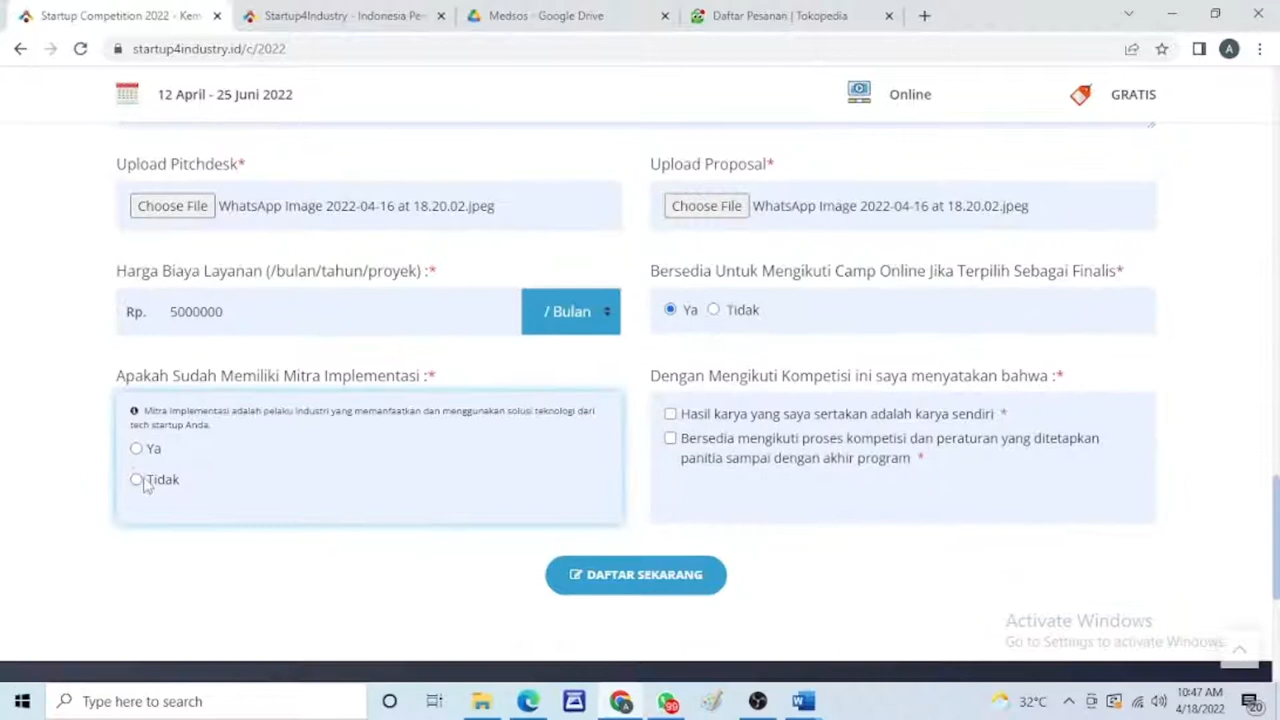 Startup Competition 2022 - Kem
Startup4Industry - Indonesia Pe
Medsos - Google Drive
Daftar Pesanan | Tokopedia
startup4industry.id/c/2022
A
12 April - 25 Juni 2022
Online
GRATIS
Upload Pitchdesk*
Upload Proposal*
Choose File WhatsApp Image 2022-04-16 at 18.20.02.jpeg
Choose File WhatsApp Image 2022-04-16 at 18.20.02.jpeg
Harga Biaya Layanan (/bulan/tahun/proyek) :*
Bersedia Untuk Mengikuti Camp Online Jika Terpilih Sebagai Finalis*
Rp. 5000000 / Bulan
Ya Tidak
Apakah Sudah Memiliki Mitra Implementasi :*
Dengan Mengikuti Kompetisi ini saya menyatakan bahwa :*
Mitra Implementasi adalah pelaku industri yang memanfaatkan dan menggunakan solusi teknologi dari
tech startup Anda.
Ya
Tidak
Hasil karya yang saya sertakan adalah karya sendiri *
Bersedia mengikuti proses kompetisi dan peraturan yang ditetapkan
panitia sampai dengan akhir program *
DAFTAR SEKARANG
Activate Windows
Go to Settings to activate Windows.
Type here to search
99
32°C
10:47 AM
4/18/2022
20